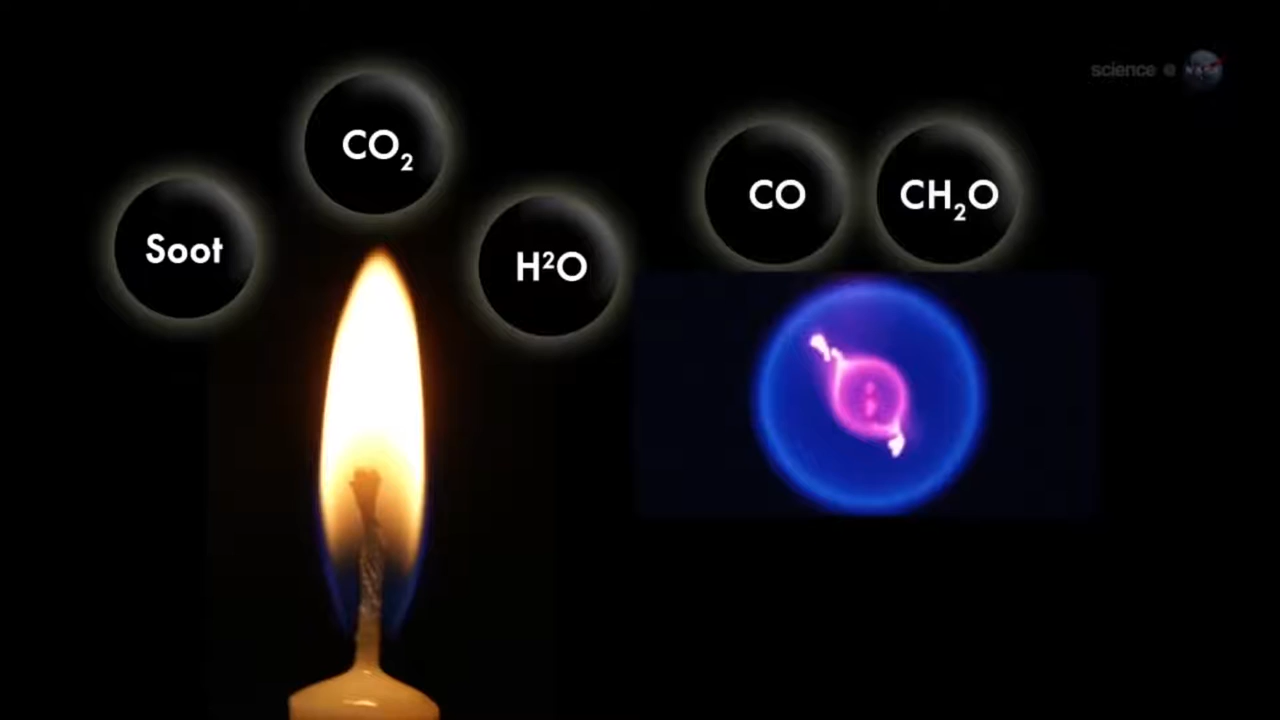 science @ NASA
CO₂
Soot
H²O
CO
CH₂O